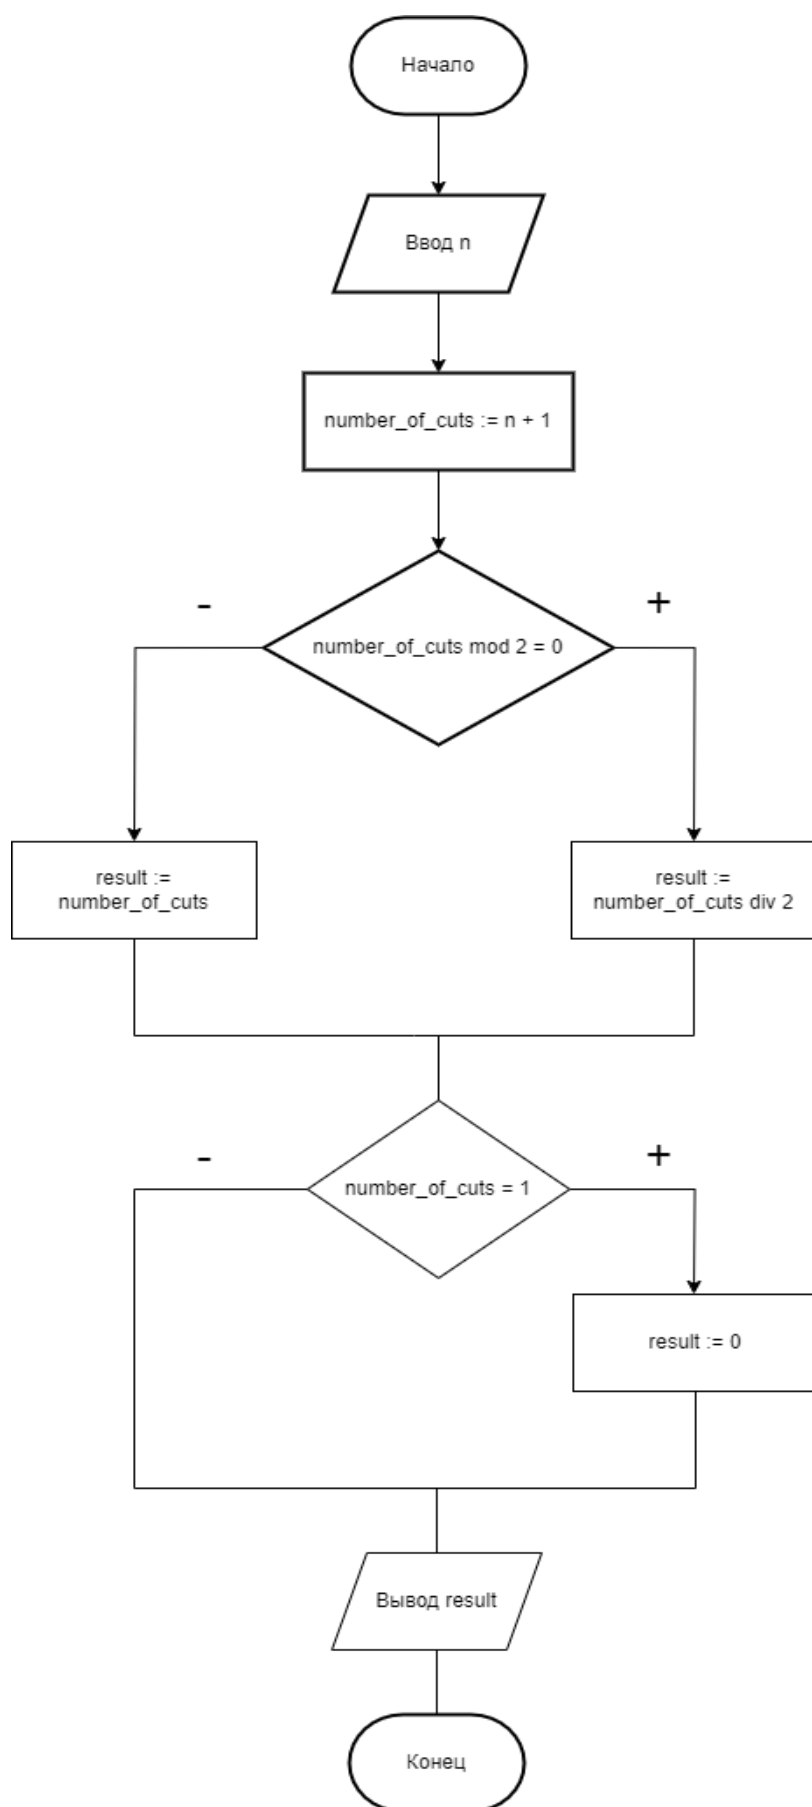 Начало
Ввод n
number_of_cuts := n + 1
-
+
number_of_cuts mod 2 = 0
result :=
number_of_cuts
result :=
number_of_cuts div 2
-
+
number_of_cuts = 1
result := 0
Вывод result
Конец